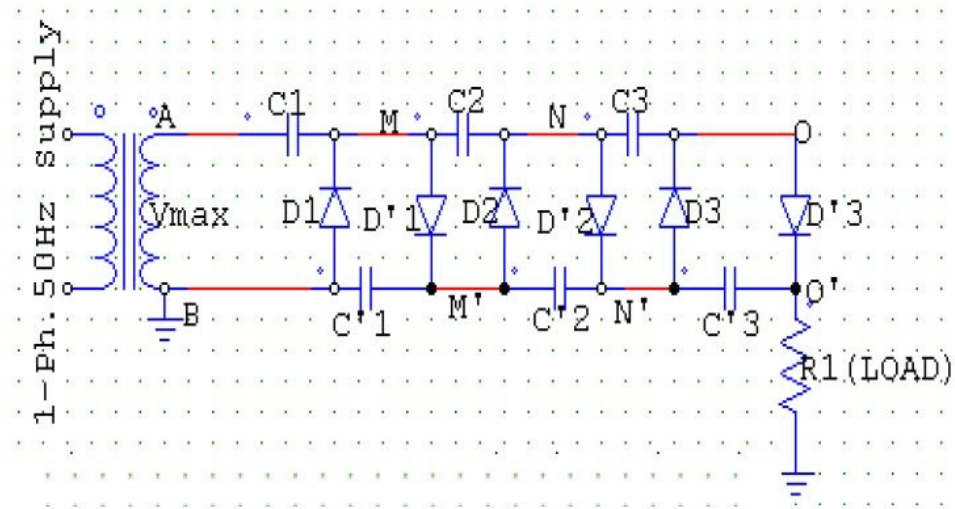 1-Ph.50Hz Supply
A
C1
M
C2
N
C3
O
Vmax
D1
D'1
D2
D'2
D3
D'3
B
C'1
M'
C'2
N'
C'3
O'
R1(LOAD)